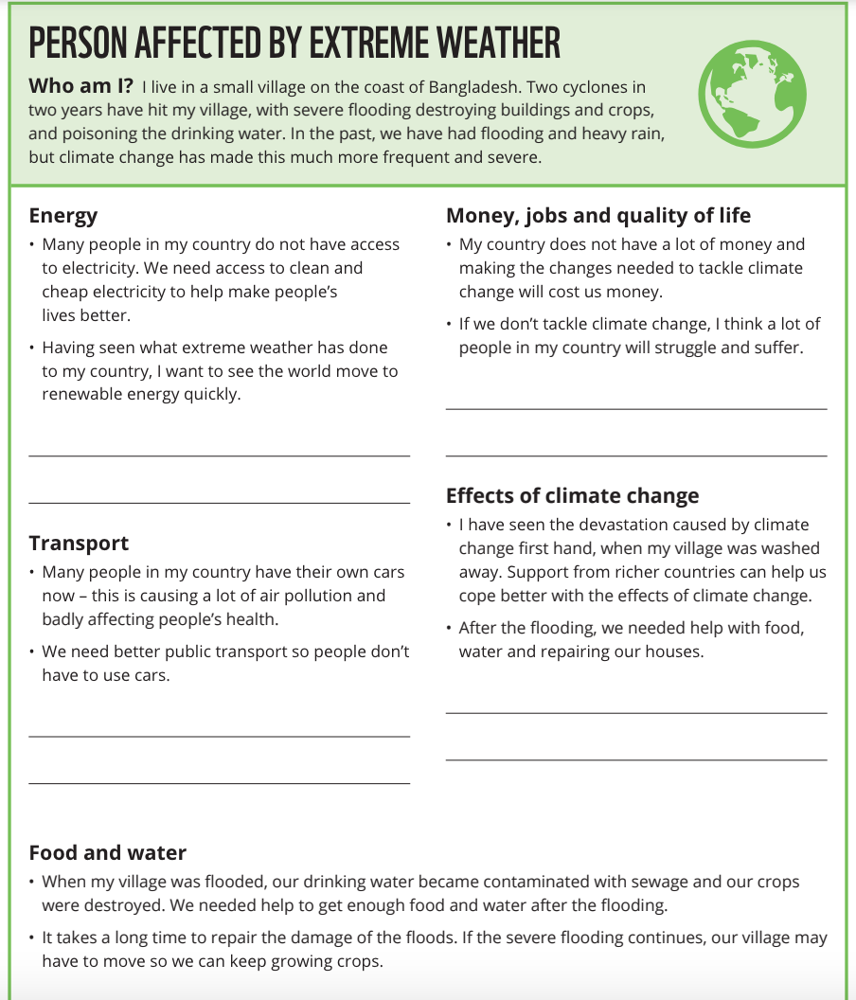 PERSON AFFECTED BY EXTREME WEATHER
Who am I? I live in a small village on the coast of Bangladesh. Two cyclones in
two years have hit my village, with severe flooding destroying buildings and crops,
and poisoning the drinking water. In the past, we have had flooding and heavy rain,
but climate change has made this much more frequent and severe.
Energy
• Many people in my country do not have access
to electricity. We need access to clean and
cheap electricity to help make people’s
lives better.
• Having seen what extreme weather has done
to my country, I want to see the world move to
renewable energy quickly.
Transport
• Many people in my country have their own cars
now – this is causing a lot of air pollution and
badly affecting people’s health.
• We need better public transport so people don’t
have to use cars.
Money, jobs and quality of life
• My country does not have a lot of money and
making the changes needed to tackle climate
change will cost us money.
• If we don’t tackle climate change, I think a lot of
people in my country will struggle and suffer.
Effects of climate change
• I have seen the devastation caused by climate
change first hand, when my village was washed
away. Support from richer countries can help us
cope better with the effects of climate change.
• After the flooding, we needed help with food,
water and repairing our houses.
Food and water
• When my village was flooded, our drinking water became contaminated with sewage and our crops
were destroyed. We needed help to get enough food and water after the flooding.
• It takes a long time to repair the damage of the floods. If the severe flooding continues, our village may
have to move so we can keep growing crops.